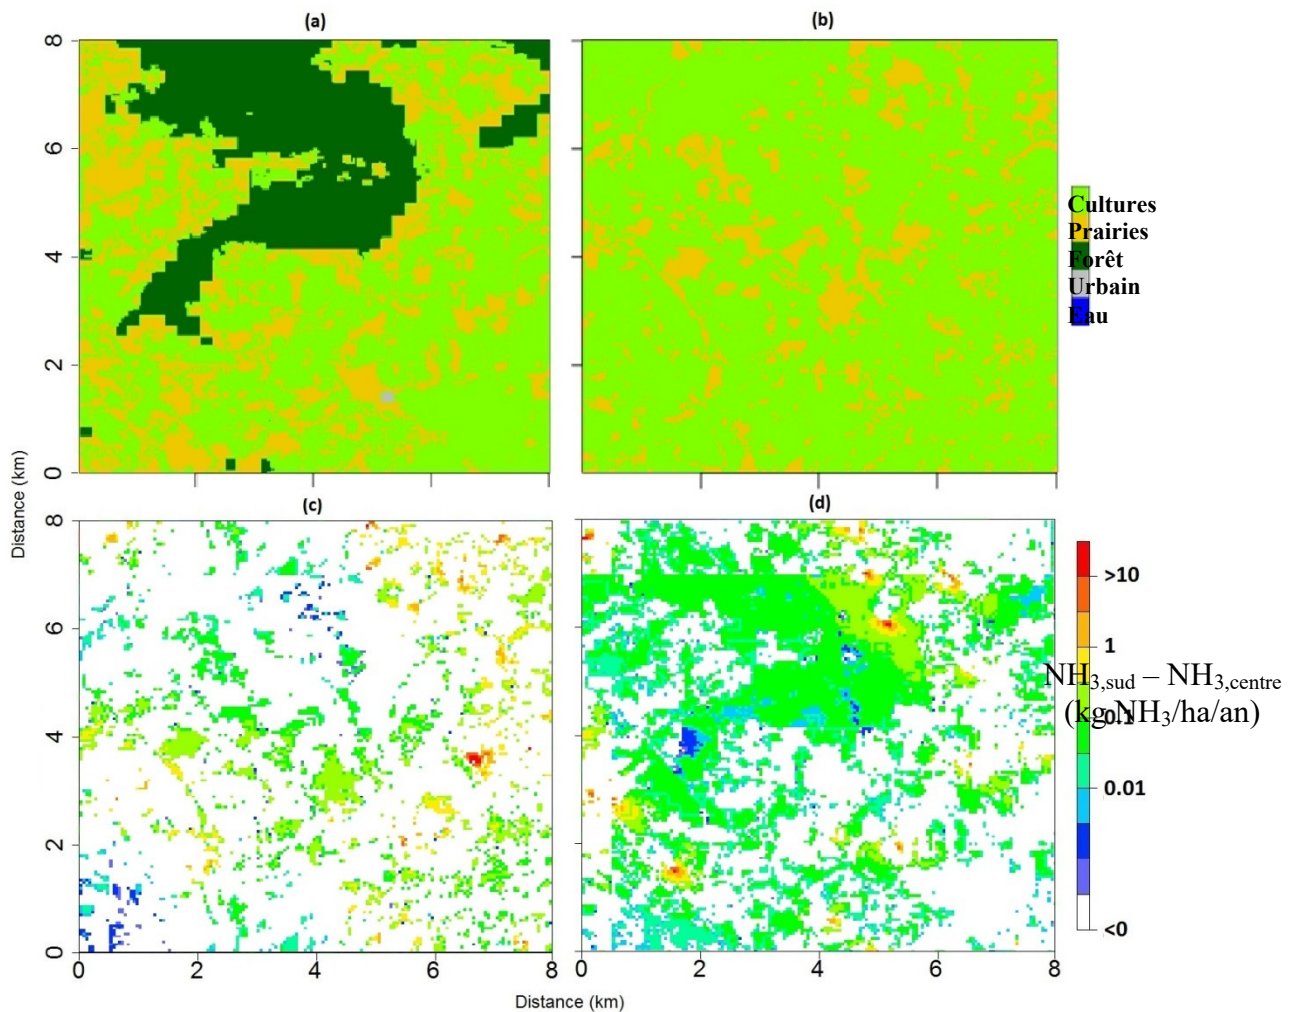 (a)
(b)
8
6
4
2
0
Cultures
Prairies
Forêt
Urbain
Eau
Distance (km)
(c)
(d)
8
6
4
2
0
0 2 4 6 8
0 2 4 6 8
>10
1
NH3,sud – NH3,centre
(kg NH3/ha/an)
0.1
0.01
<0
Distance (km)